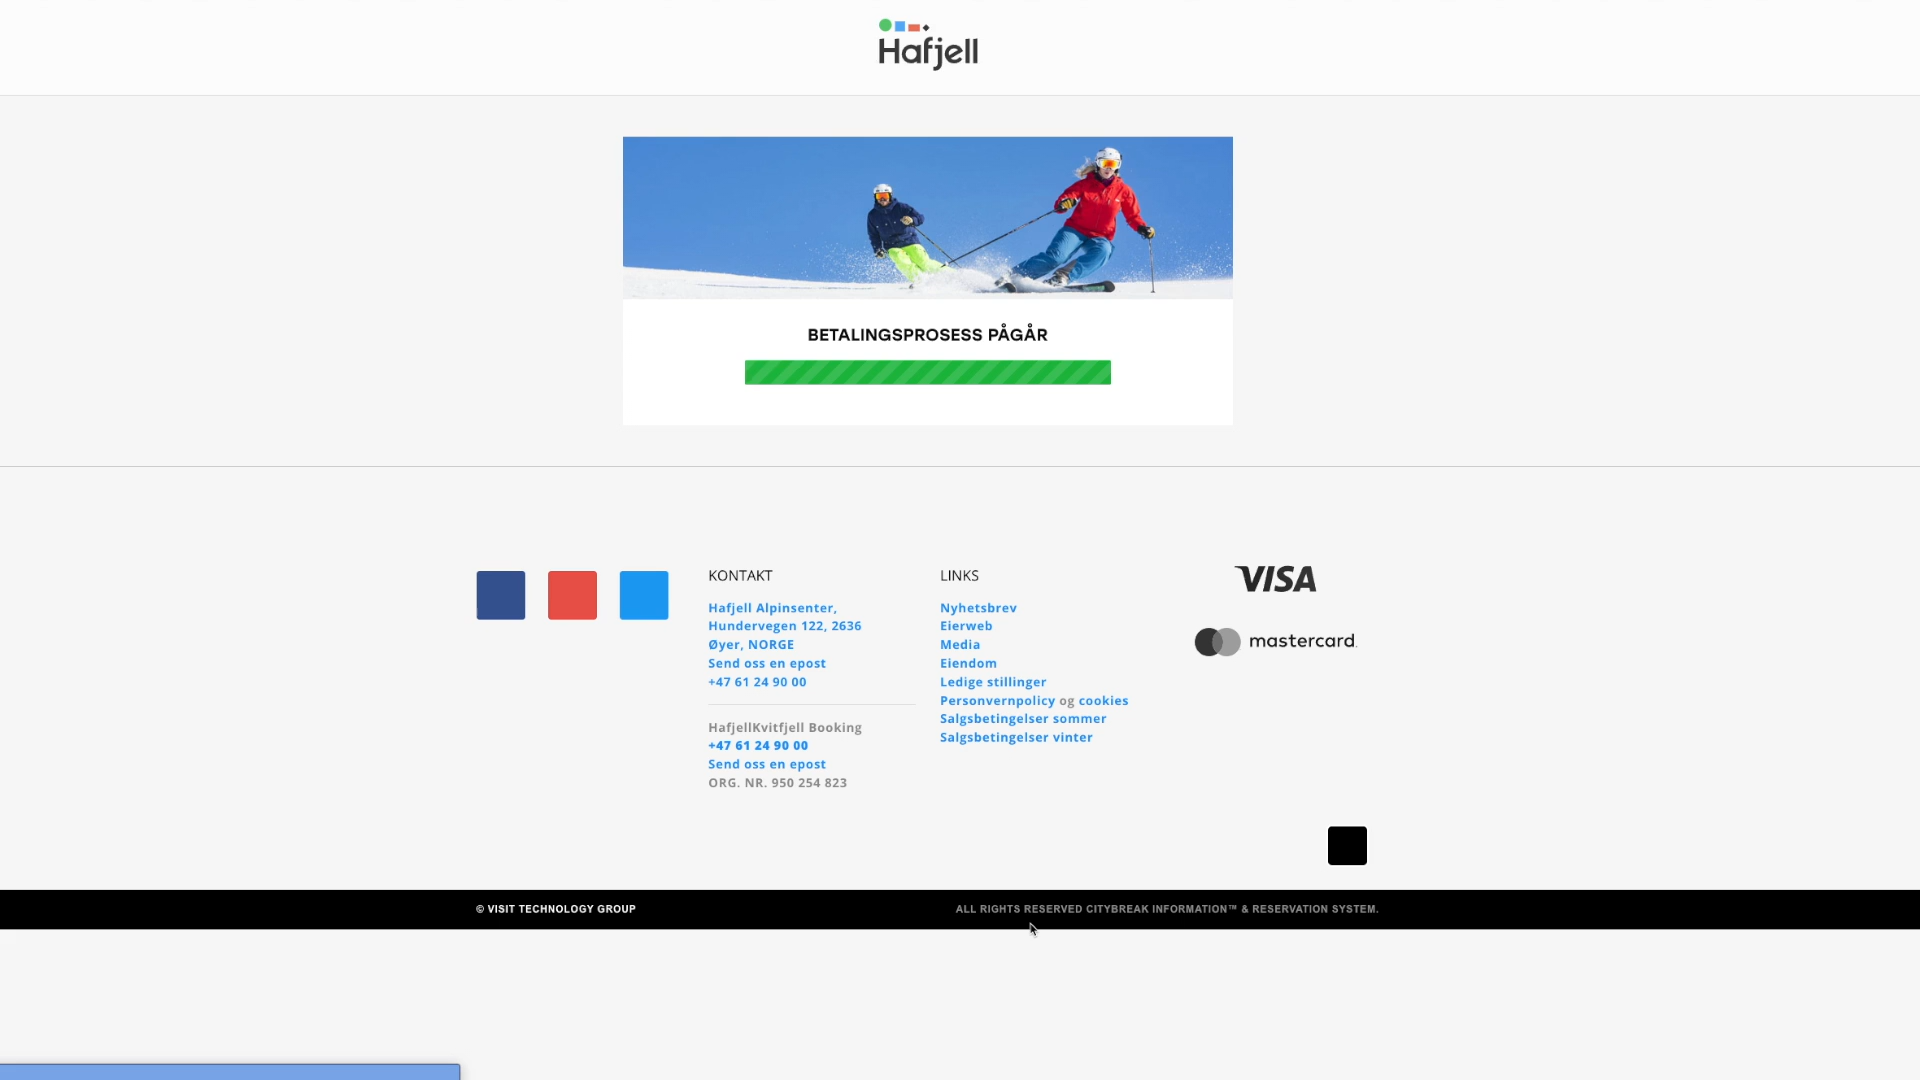 Hafjell
BETALINGSPROSESS PÅGÅR
KONTAKT
Hafjell Alpinsenter,
Hundervegen 122, 2636
Øyer, NORGE
Send oss en epost
+47 61 24 90 00
HafjellKvitfjell Booking
+47 61 24 90 00
Send oss en epost
ORG. NR. 950 254 823
LINKS
Nyhetsbrev
Eierweb
Media
Eiendom
Ledige stillinger
Personvernpolicy og cookies
Salgsbetingelser sommer
Salgsbetingelser vinter
VISA
mastercard.
© VISIT TECHNOLOGY GROUP
ALL RIGHTS RESERVED CITYBREAK INFORMATION™ & RESERVATION SYSTEM.